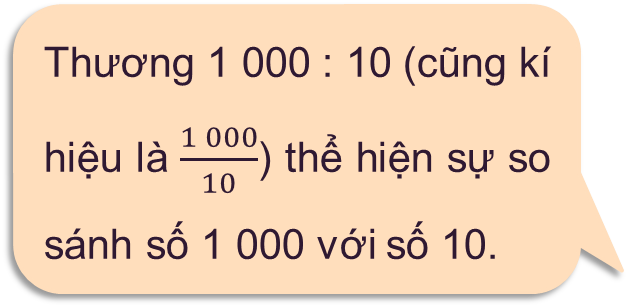 Thương 1 000 : 10 (cũng kí
hiệu là \frac{1 000}{10}) thể hiện sự so
sánh số 1 000 với số 10.